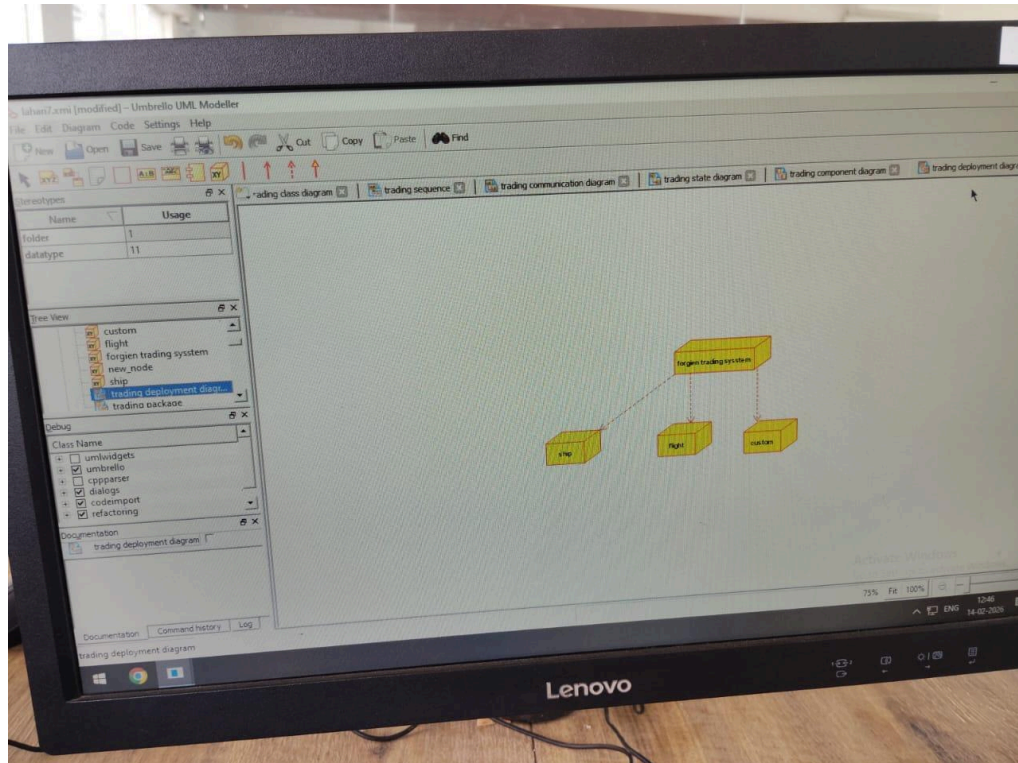 lahari7.xmi [modified] – Umbrello UML Modeller
File Edit Diagram Code Settings Help
New Open Save Cut Copy Paste Find
Stereotypes
trading class diagram trading sequence trading communication diagram trading state diagram trading component diagram trading deployment diagr
Name Usage
folder 1
datatype 11
Tree View
custom
flight
forgien trading sysstem
new_node
ship
trading deployment diagr...
trading package
forgien trading sysstem
ship flight custom
Debug
Class Name
umlwidgets
umbrello
cppparser
dialogs
codeimport
refactoring
Documentation
trading deployment diagram
Activate Windows
75% Fit 100%
Documentation Command history Log
trading deployment diagram
ENG 12:46
14-02-2026
Lenovo